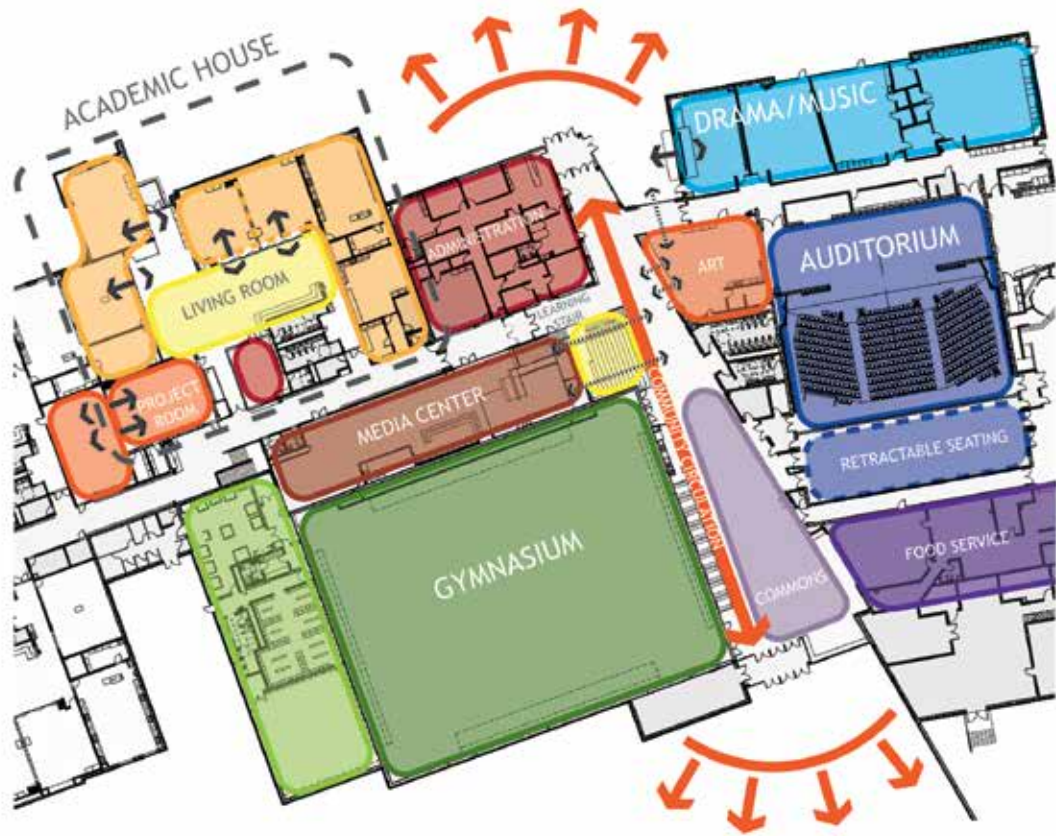 ACADEMIC HOUSE
DRAMA/MUSIC
ADMINISTRATION
ART
AUDITORIUM
LIVING ROOM
LEARNING
STAIR
PROJECT
ROOM
MEDIA CENTER
COMMUNITY CIRCULATION
RETRACTABLE SEATING
GYMNASIUM
FOOD SERVICE
COMMONS